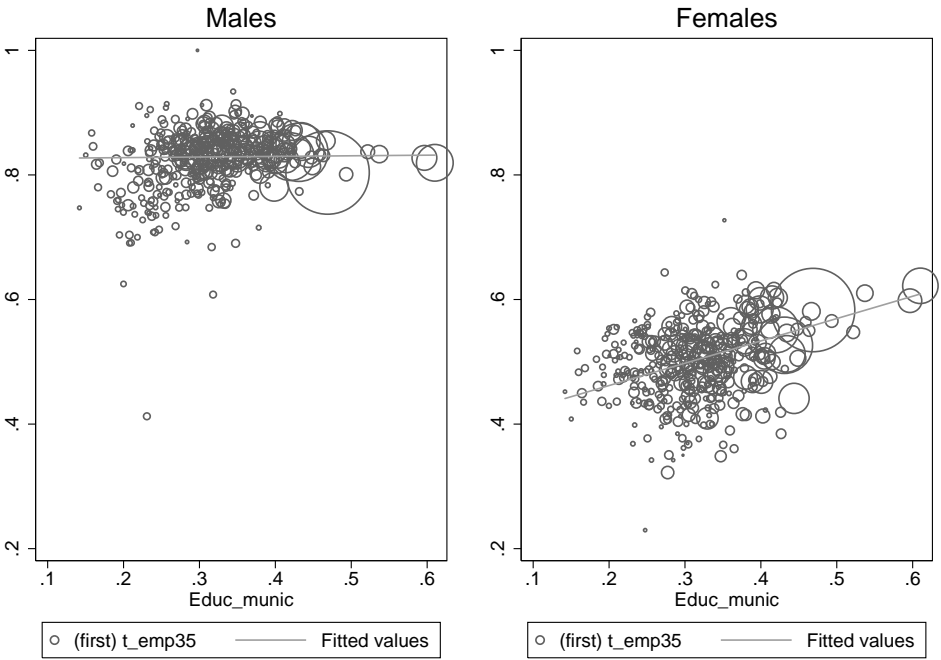 Males
Females
1
.8
.6
.4
.2
.1 .2 .3 .4 .5 .6
Educ_munic
(first) t_emp35 Fitted values
1
.8
.6
.4
.2
.1 .2 .3 .4 .5 .6
Educ_munic
(first) t_emp35 Fitted values